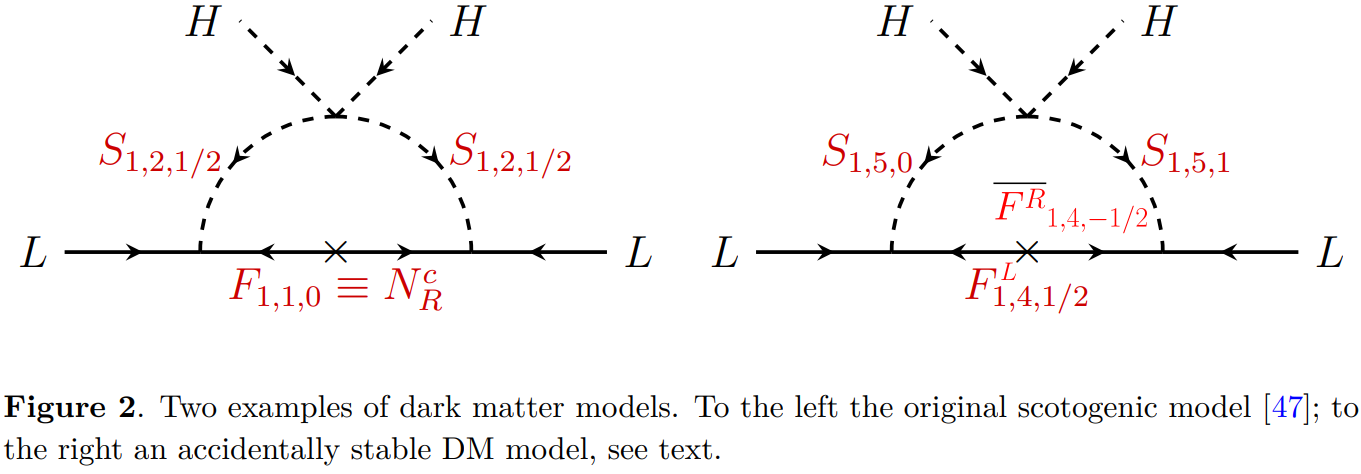 H H H H
S_{1,2,1/2} S_{1,2,1/2} S_{1,5,0} S_{1,5,1}
\overline{F^R}_{1,4,-1/2}
L L L L
F_{1,1,0} ≡ N_R^c F^L_{1,4,1/2}
Figure 2. Two examples of dark matter models. To the left the original scotogenic model [47]; to
the right an accidentally stable DM model, see text.